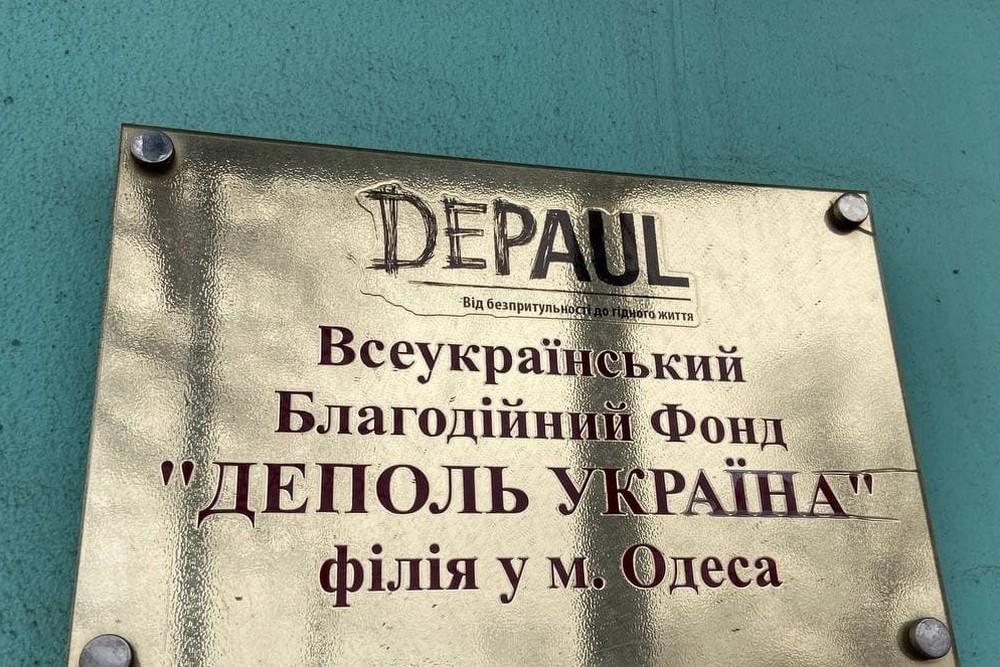 DEPAUL
Від безпритульності до гідного життя
Всеукраїнський
Благодійний Фонд
"ДЕПОЛЬ УКРАЇНА"
філія у м. Одеса